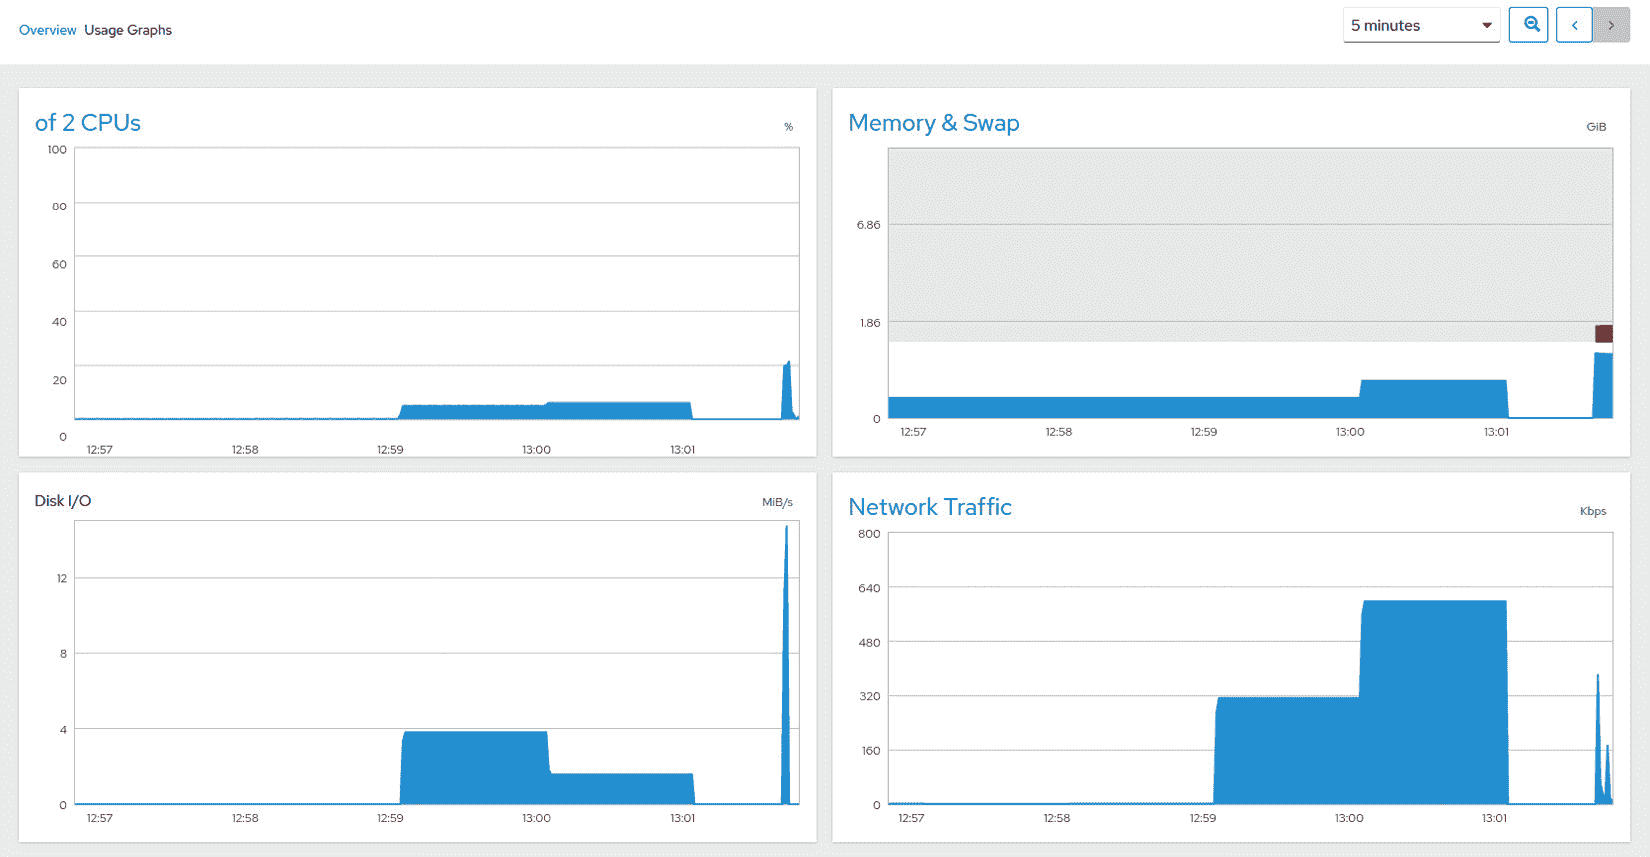 Overview Usage Graphs
5 minutes
of 2 CPUs
%
100
80
60
40
20
0
12:57 12:58 12:59 13:00 13:01
Memory & Swap
GiB
6.86
1.86
0
12:57 12:58 12:59 13:00 13:01
Disk I/O
MiB/s
12
8
4
0
12:57 12:58 12:59 13:00 13:01
Network Traffic
Kbps
800
640
480
320
160
0
12:57 12:58 12:59 13:00 13:01